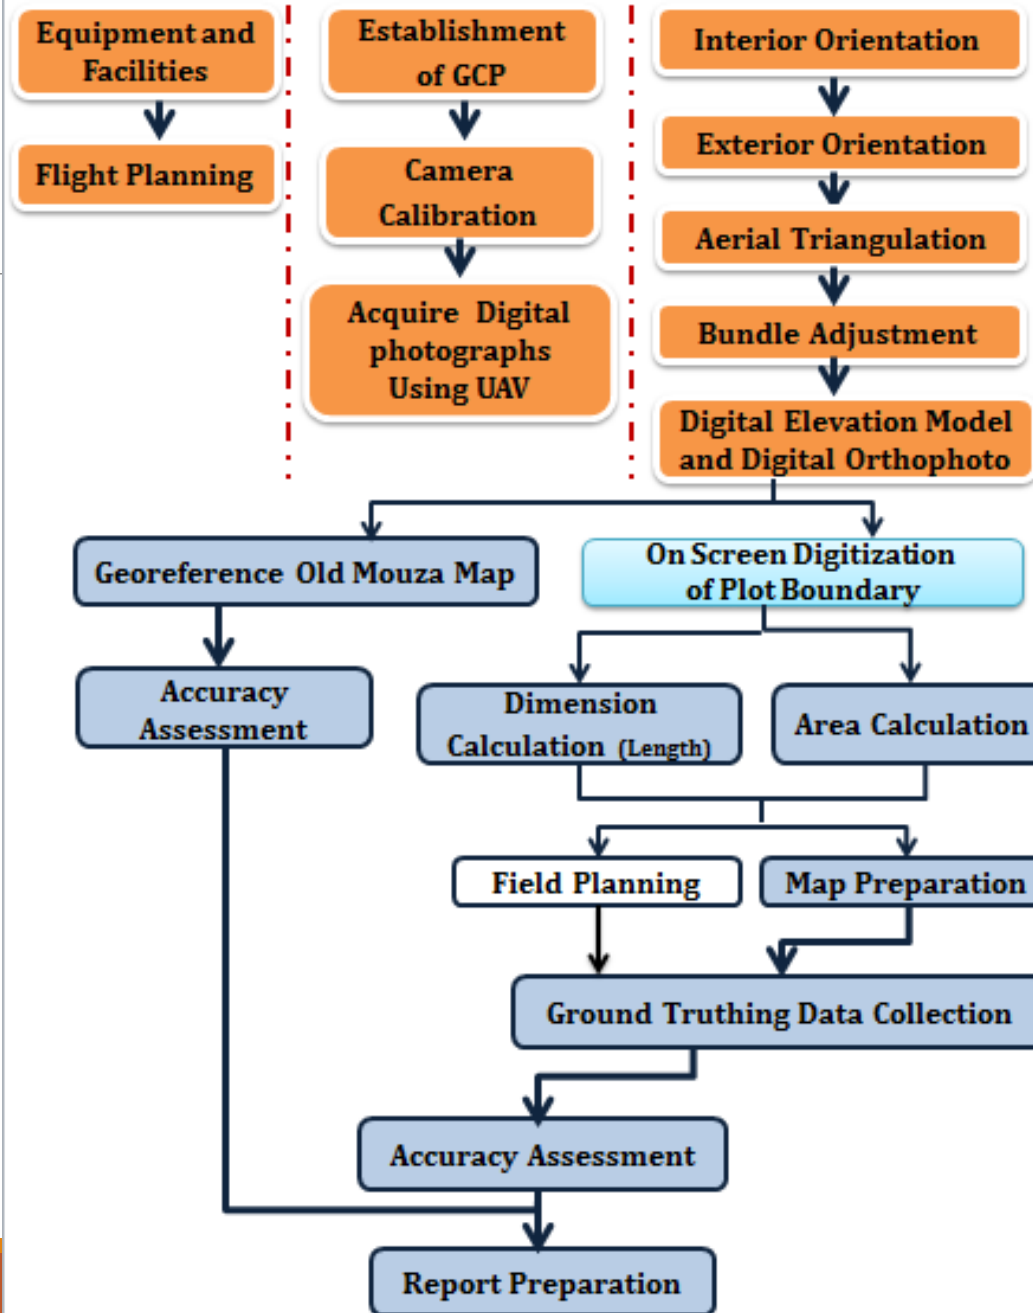 Equipment and
Facilities
Flight Planning
Establishment
of GCP
Camera
Calibration
Acquire Digital
photographs
Using UAV
Interior Orientation
Exterior Orientation
Aerial Triangulation
Bundle Adjustment
Digital Elevation Model
and Digital Orthophoto
Georeference Old Mouza Map
On Screen Digitization
of Plot Boundary
Accuracy
Assessment
Dimension
Calculation (Length)
Area Calculation
Field Planning
Map Preparation
Ground Truthing Data Collection
Accuracy Assessment
Report Preparation